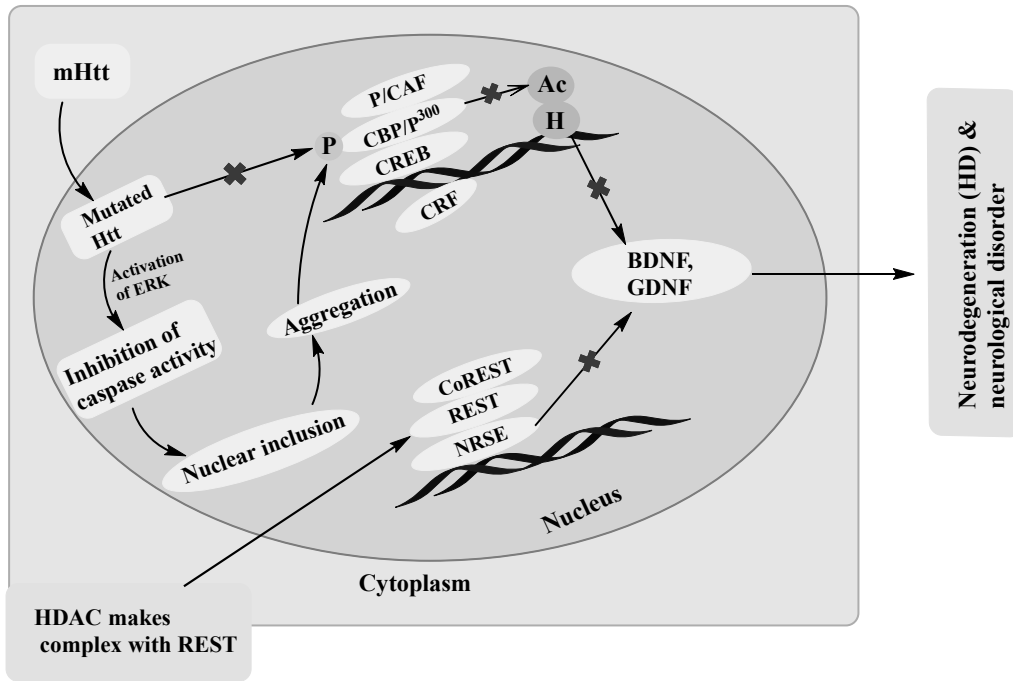 mHtt
Mutated
Htt
Activation
of ERK
Inhibition of
caspase activity
Nuclear inclusion
Aggregation
P
P/CAF
CBP/P300
CREB
CRF
Ac
H
BDNF,
GDNF
CoREST
REST
NRSE
Nucleus
Cytoplasm
HDAC makes
complex with REST
Neurodegeneration (HD) &
neurological disorder